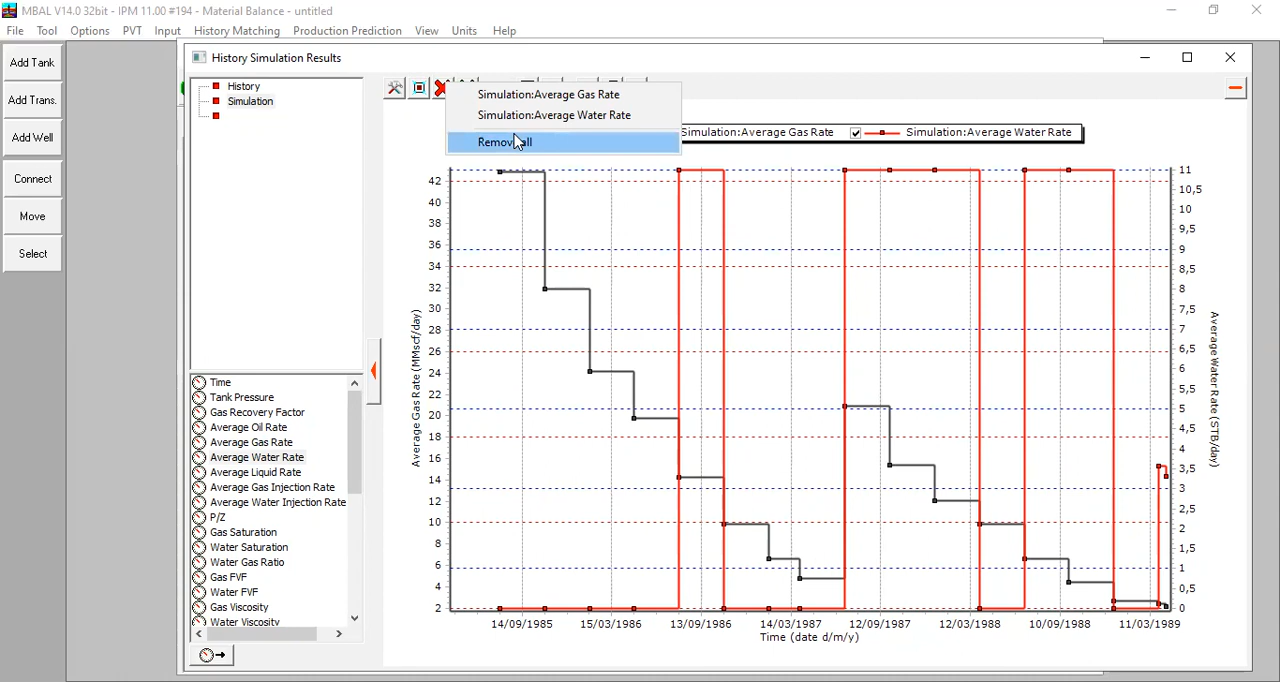 MBAL V14.0 32bit - IPM 11.00 #194 - Material Balance - untitled
File Tool Options PVT Input History Matching Production Prediction View Units Help
Add Tank
Add Trans.
Add Well
Connect
Move
Select
History Simulation Results
History
Simulation
Simulation:Average Gas Rate
Simulation:Average Water Rate
Simulation:Average Gas Rate
Simulation:Average Water Rate
Time
Tank Pressure
Gas Recovery Factor
Average Oil Rate
Average Gas Rate
Average Water Rate
Average Liquid Rate
Average Gas Injection Rate
Average Water Injection Rate
P/Z
Gas Saturation
Water Saturation
Water Gas Ratio
Gas FVF
Water FVF
Gas Viscosity
Water Viscosity
Average Gas Rate (MMscf/day)
42
40
38
36
34
32
30
28
26
24
22
20
18
16
14
12
10
8
6
4
2
11
10,5
10
9,5
9
8,5
8
7,5
7
6,5
6
5,5
5
4,5
4
3,5
3
2,5
2
1,5
1
0,5
0
Average Water Rate (STB/day)
14/09/1985 15/03/1986 13/09/1986 14/03/1987 12/09/1987 12/03/1988 10/09/1988 11/03/1989
Time (date d/m/y)